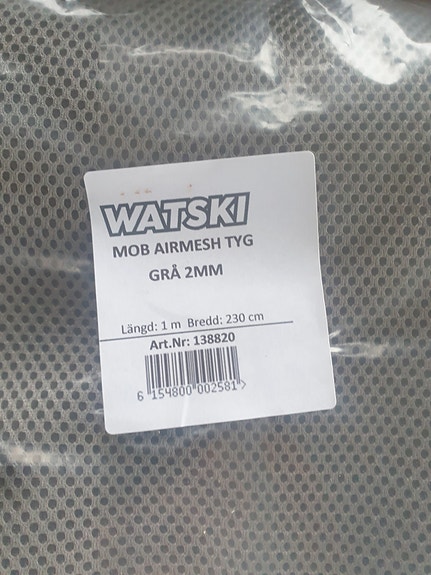 WATSKI
MOB AIRMESH TYG
GRÅ 2MM
Längd: 1 m Bredd: 230 cm
Art.Nr: 138820
6 154800 002581 >